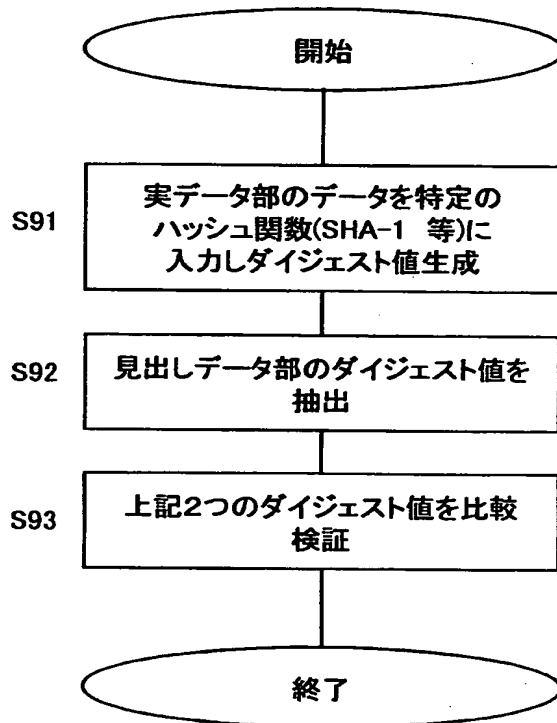 開始
S91
実データ部のデータを特定の
ハッシュ関数(SHA-1 等)に
入力しダイジェスト値生成
S92
見出しデータ部のダイジェスト値を
抽出
S93
上記2つのダイジェスト値を比較
検証
終了